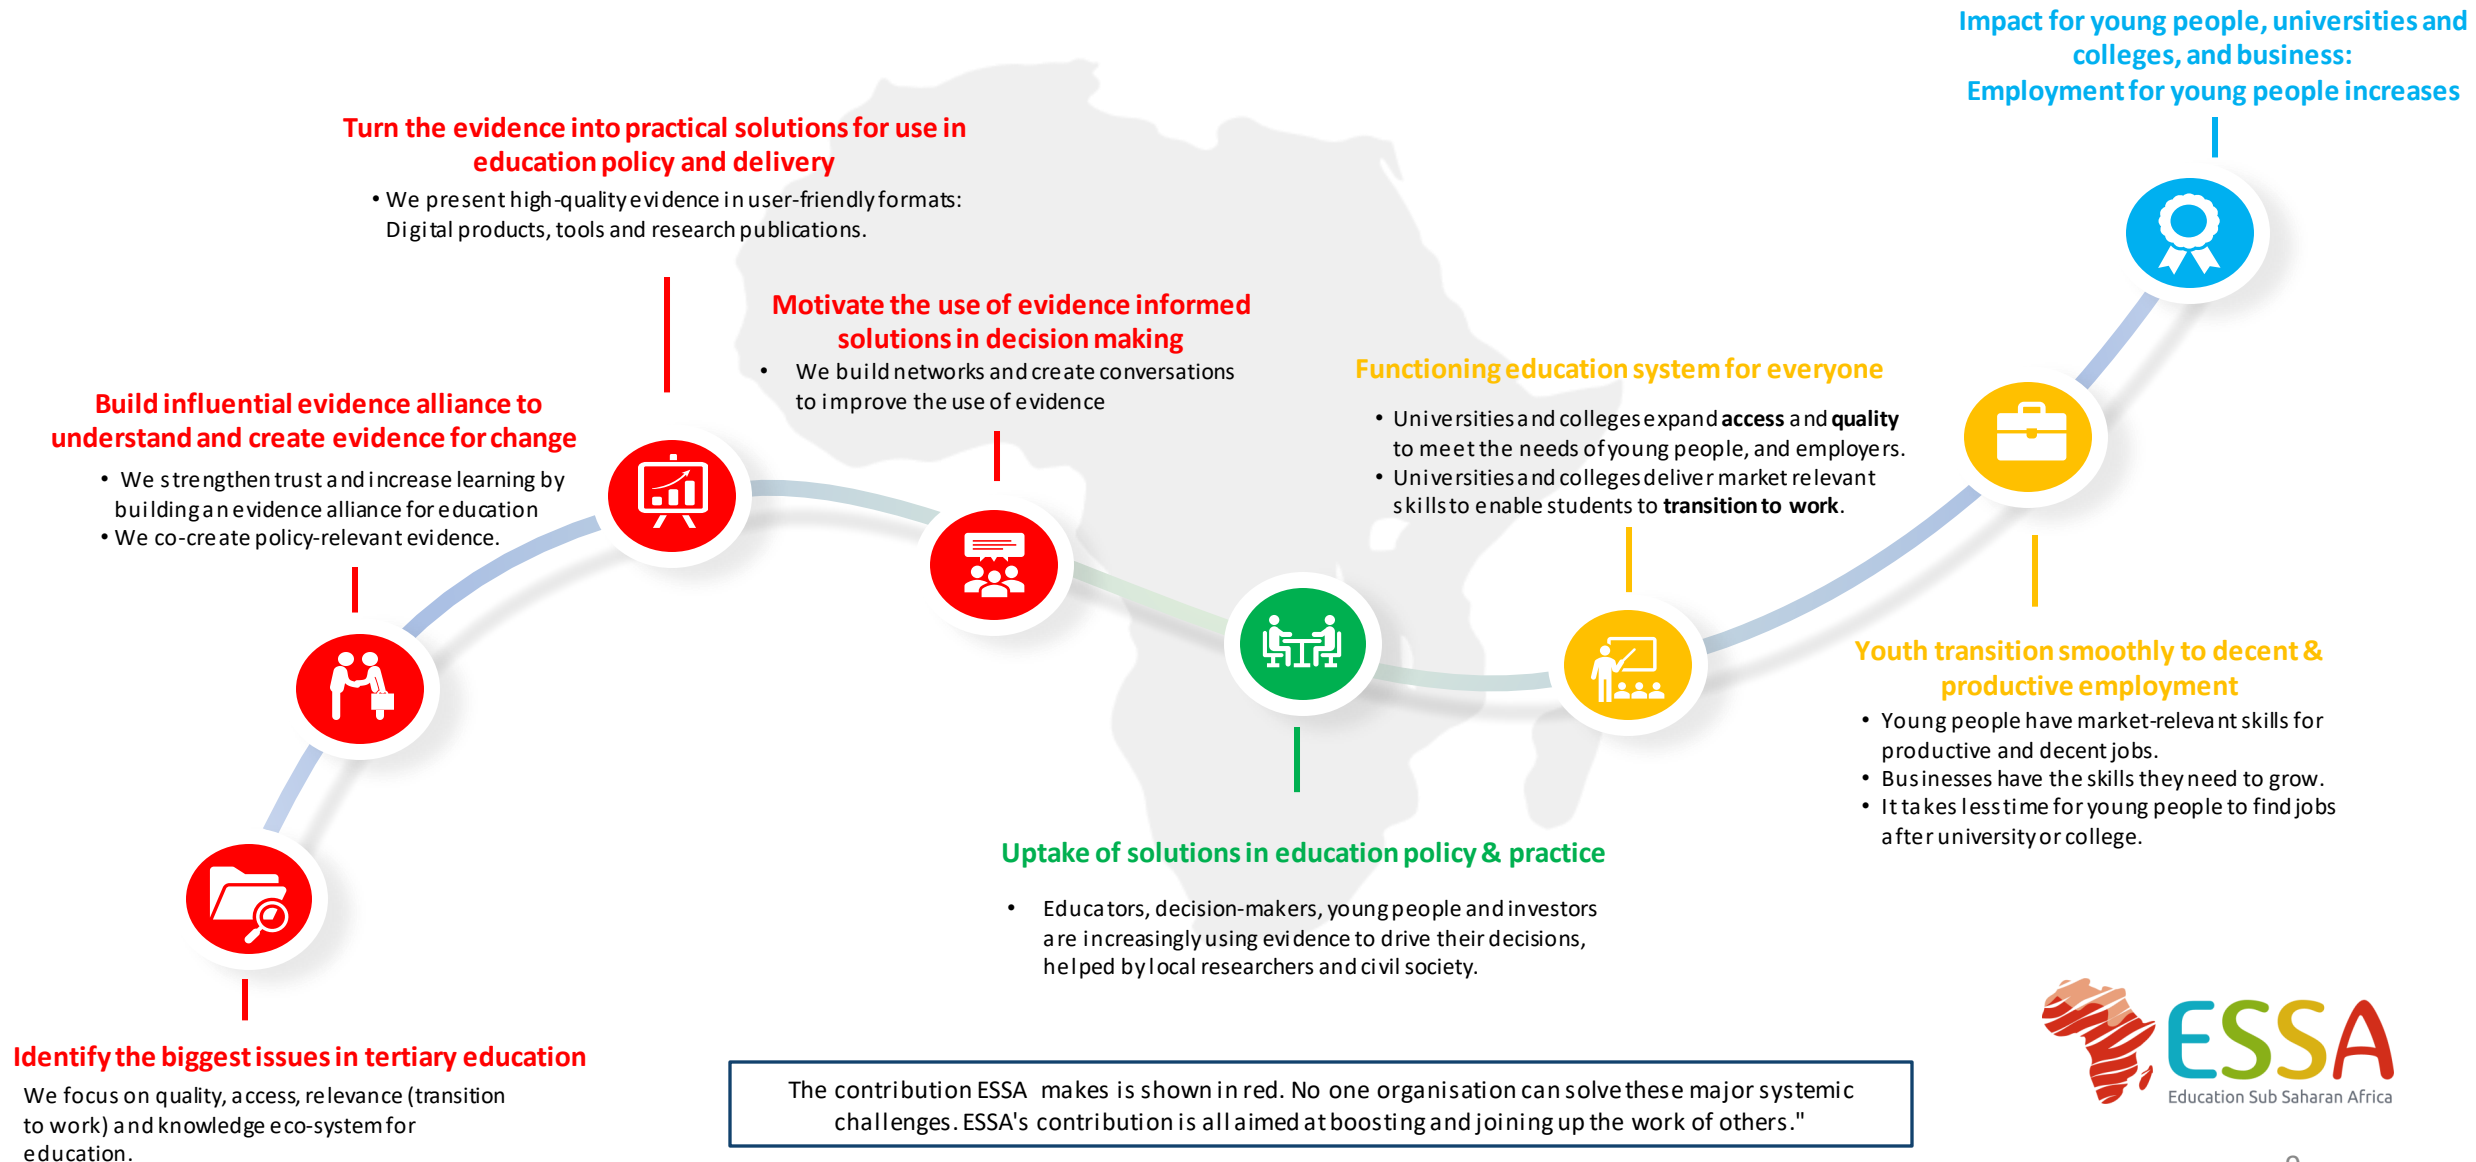 Impact for young people, universities and
colleges, and business:
Employment for young people increases
Turn the evidence into practical solutions for use in
education policy and delivery
• We present high-quality evidence in user-friendly formats:
Digital products, tools and research publications.
Motivate the use of evidence informed
solutions in decision making
• We build networks and create conversations
to improve the use of evidence
Build influential evidence alliance to
understand and create evidence for change
• We strengthen trust and increase learning by
building an evidence alliance for education
• We co-create policy-relevant evidence.
Functioning education system for everyone
• Universities and colleges expand access and quality
to meet the needs of young people, and employers.
• Universities and colleges deliver market relevant
skills to enable students to transition to work.
Youth transition smoothly to decent &
productive employment
• Young people have market-relevant skills for
productive and decent jobs.
• Businesses have the skills they need to grow.
• It takes less time for young people to find jobs
after university or college.
Uptake of solutions in education policy & practice
• Educators, decision-makers, young people and investors
are increasingly using evidence to drive their decisions,
helped by local researchers and civil society.
Identify the biggest issues in tertiary education
We focus on quality, access, relevance (transition
to work) and knowledge eco-system for
education.
The contribution ESSA makes is shown in red. No one organisation can solve these major systemic
challenges. ESSA's contribution is all aimed at boosting and joining up the work of others."
ESSA
Education Sub Saharan Africa